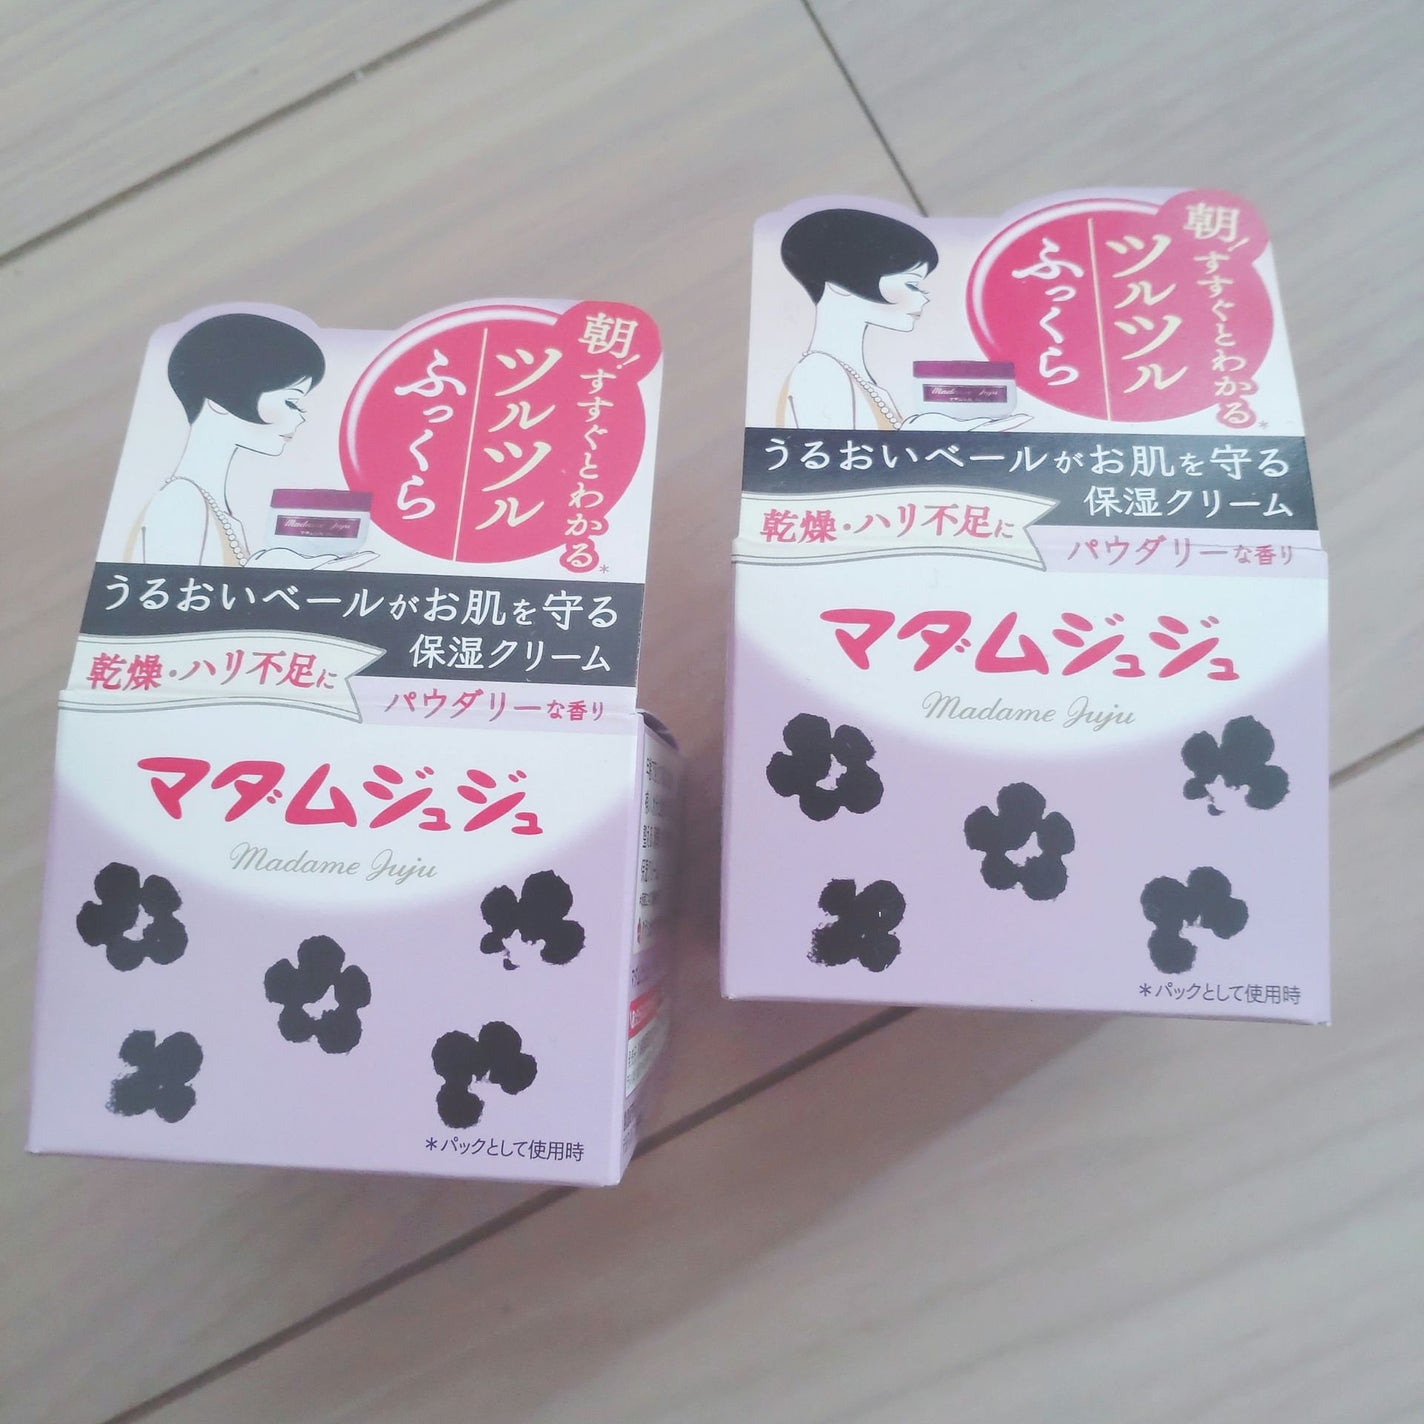 朝!すすぐとわかる*
ツルツル
ふっくら
Madame Juju
うるおいベールがお肌を守る
保湿クリーム
乾燥・ハリ不足に
パウダリーな香り
マダムジュジュ
Madame Juju
*パックとして使用時
朝!すすぐとわかる*
ツルツル
ふっくら
Madame Juju
うるおいベールがお肌を守る
保湿クリーム
乾燥・ハリ不足に
パウダリーな香り
マダムジュジュ
Madame Juju
*パックとして使用時